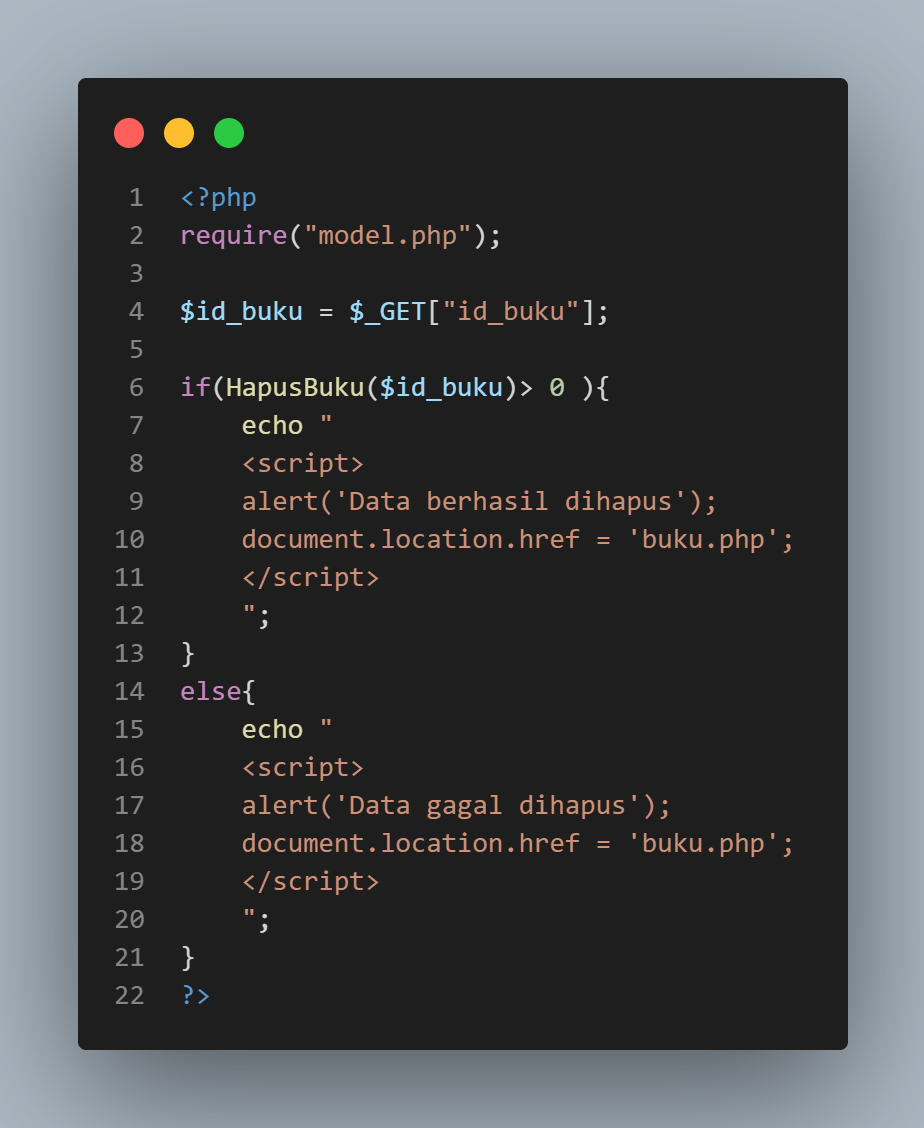 1 <?php
2 require("model.php");
3
4 $id_buku = $_GET["id_buku"];
5
6 if(HapusBuku($id_buku)> 0 ){
7     echo "
8     <script>
9     alert('Data berhasil dihapus');
10     document.location.href = 'buku.php';
11     </script>
12     ";
13 }
14 else{
15     echo "
16     <script>
17     alert('Data gagal dihapus');
18     document.location.href = 'buku.php';
19     </script>
20     ";
21 }
22 ?>